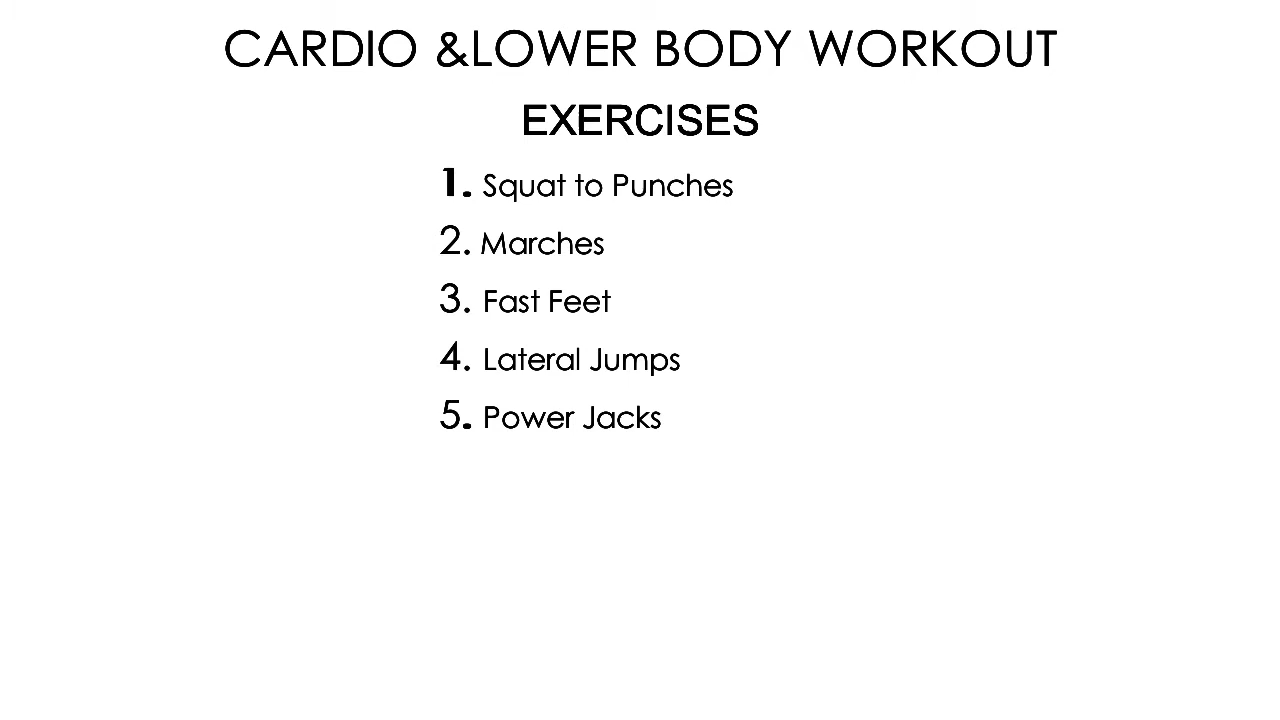 CARDIO &LOWER BODY WORKOUT
EXERCISES
1. Squat to Punches
2. Marches
3. Fast Feet
4. Lateral Jumps
5. Power Jacks